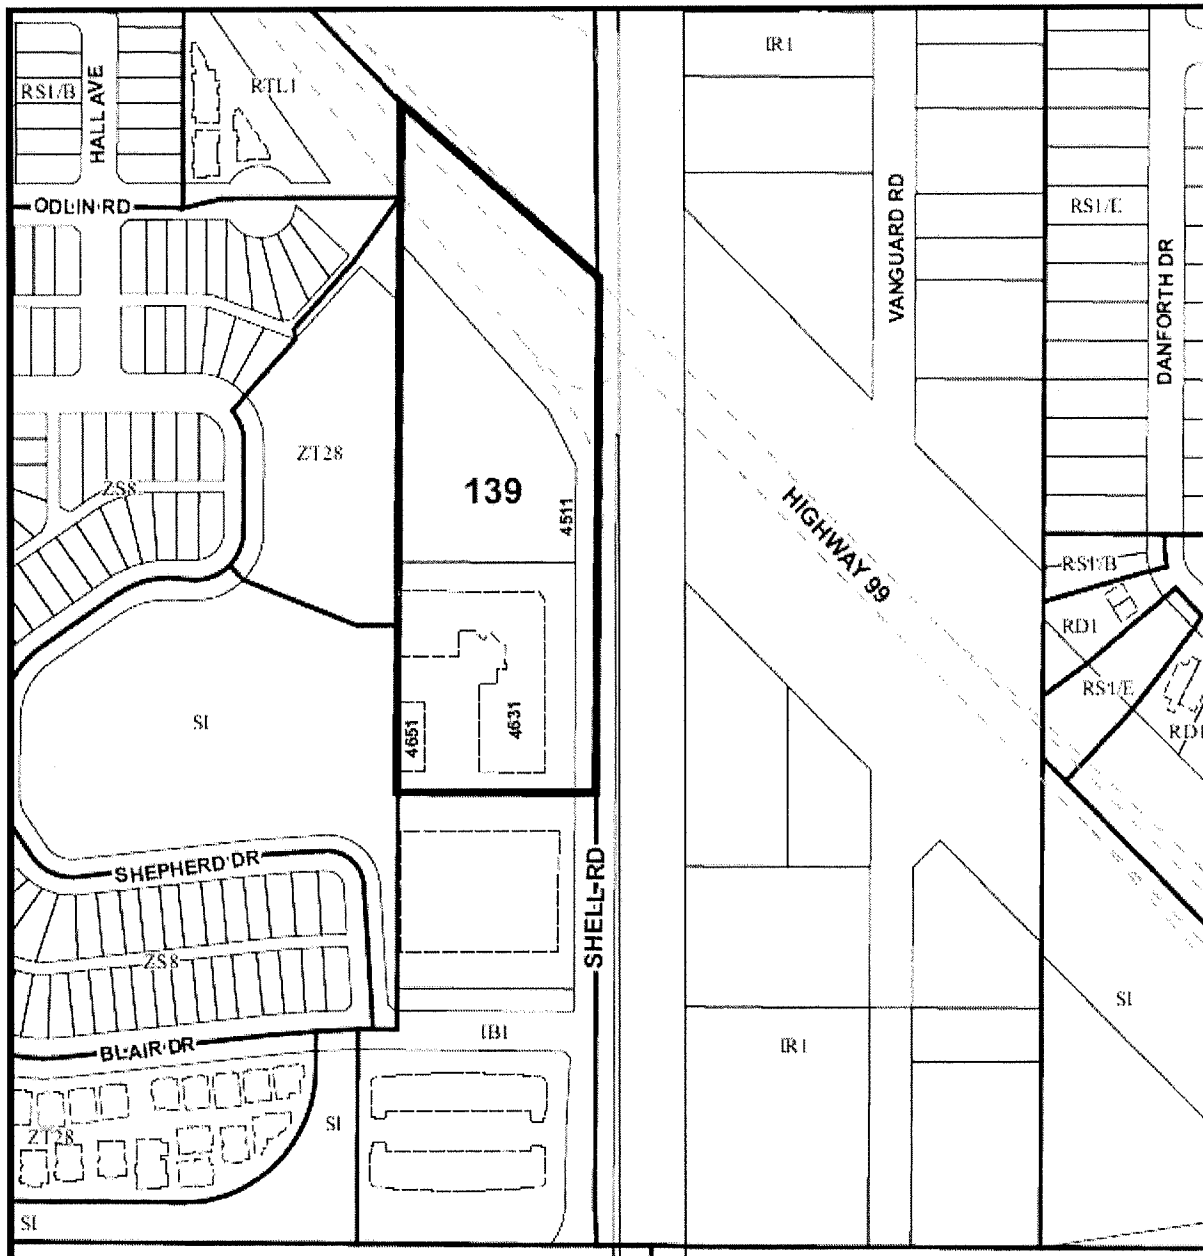 IR1
RTL1
RS1/B
HALL AVE
VANGUARD RD
ODLIN RD
RS1/E
DANFORTH DR
ZT28
139
ZS8
4511
HIGHWAY 99
RS1/B
RD1
RS1/E
SI
4651
4631
RD1
SHEPHERD DR
SHELL RD
ZS8
SI
IB1
IR1
BLAIR DR
SI
ZT28
SI